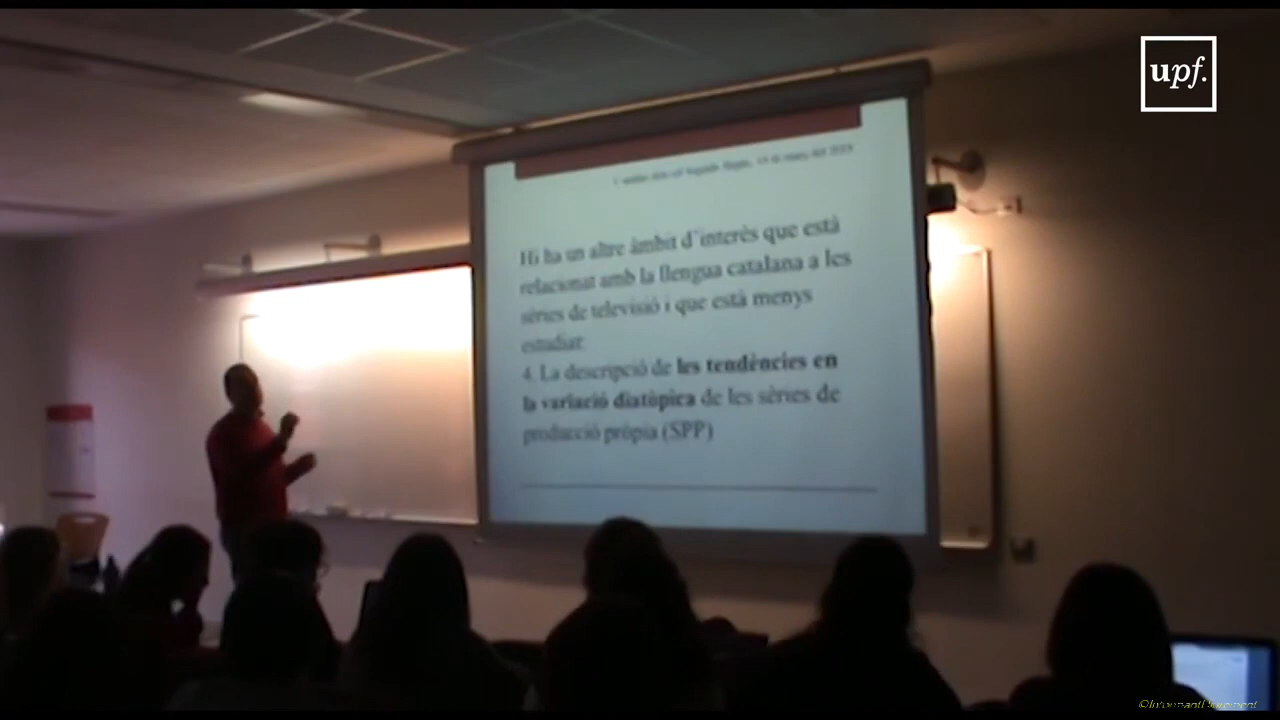 upf.
Hi ha un altre àmbit d´interès que està
relacionat amb la llengua catalana a les
sèries de televisió i que està menys
estudiat:
4. La descripció de les tendències en
la variació diatòpica de les sèries de
producció pròpia (SPP)